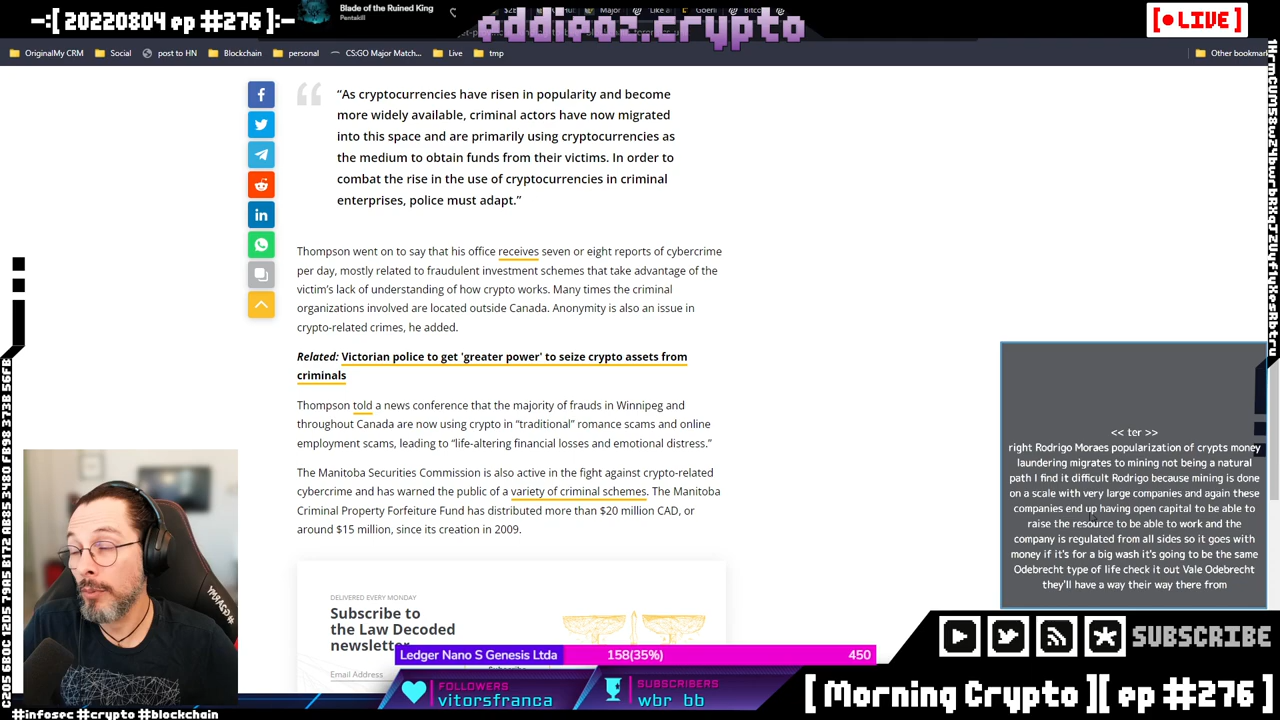 -:[ 20220804 ep #276 ]:-
Blade of the Ruined King
Pentakill
eddieoz.crypto
[ LIVE ]
OriginalMy CRM
Social
post to HN
Blockchain
personal
CS:GO Major Match...
Live
tmp
Other bookmar
“As cryptocurrencies have risen in popularity and become
more widely available, criminal actors have now migrated
into this space and are primarily using cryptocurrencies as
the medium to obtain funds from their victims. In order to
combat the rise in the use of cryptocurrencies in criminal
enterprises, police must adapt.”
Thompson went on to say that his office receives seven or eight reports of cybercrime
per day, mostly related to fraudulent investment schemes that take advantage of the
victim’s lack of understanding of how crypto works. Many times the criminal
organizations involved are located outside Canada. Anonymity is also an issue in
crypto-related crimes, he added.
Related: Victorian police to get 'greater power' to seize crypto assets from
criminals
Thompson told a news conference that the majority of frauds in Winnipeg and
throughout Canada are now using crypto in “traditional” romance scams and online
employment scams, leading to “life-altering financial losses and emotional distress.”
The Manitoba Securities Commission is also active in the fight against crypto-related
cybercrime and has warned the public of a variety of criminal schemes. The Manitoba
Criminal Property Forfeiture Fund has distributed more than $20 million CAD, or
around $15 million, since its creation in 2009.
DELIVERED EVERY MONDAY
Subscribe to
the Law Decoded
newsletter
Email Address
<< ter >>
right Rodrigo Moraes popularization of crypts money
laundering migrates to mining not being a natural
path I find it difficult Rodrigo because mining is done
on a scale with very large companies and again these
companies end up having open capital to be able to
raise the resource to be able to work and the
company is regulated from all sides so it goes with
money if it's for a big wash it's going to be the same
Odebrecht type of life check it out Vale Odebrecht
they'll have a way their way there from
Ledger Nano S Genesis Ltda
158(35%)
450
FOLLOWERS
vitorsfranca
SUBSCRIBERS
wbr_bb
SUBSCRIBE
[ Morning Crypto ][ ep #276 ]
#infosec #crypto #blockchain